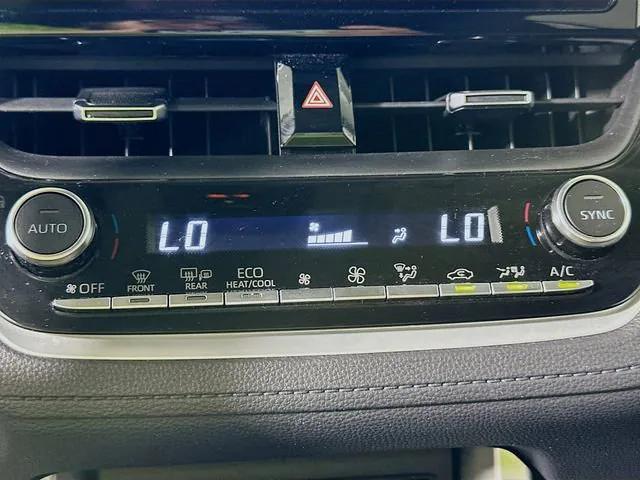 AUTO
LO
LO
SYNC
OFF
FRONT
REAR
ECO
HEAT/COOL
A/C